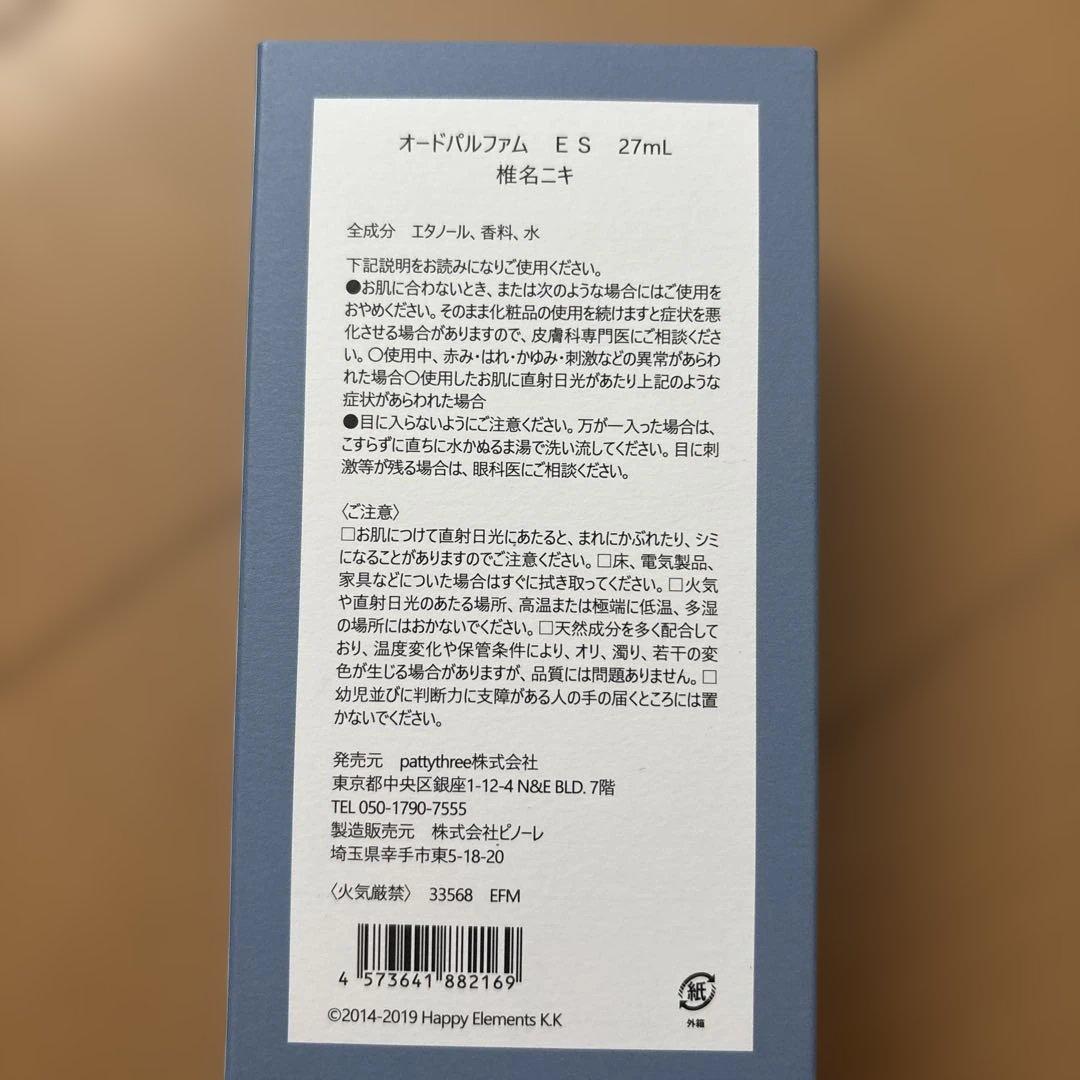 オードパルファム　ＥＳ　27mL
椎名ニキ
全成分　エタノール、香料、水
下記説明をお読みになりご使用ください。
●お肌に合わないとき、または次のような場合にはご使用を
おやめください。そのまま化粧品の使用を続けますと症状を悪
化させる場合がありますので、皮膚科専門医にご相談くださ
い。〇使用中、赤み・はれ・かゆみ・刺激などの異常があらわ
れた場合〇使用したお肌に直射日光があたり上記のような
症状があらわれた場合
●目に入らないようにご注意ください。万が一入った場合は、
こすらずに直ちに水かぬるま湯で洗い流してください。目に刺
激等が残る場合は、眼科医にご相談ください。
〈ご注意〉
□お肌につけて直射日光にあたると、まれにかぶれたり、シミ
になることがありますのでご注意ください。□床、電気製品、
家具などについた場合はすぐに拭き取ってください。□火気
や直射日光のあたる場所、高温または極端に低温、多湿
の場所にはおかないでください。□天然成分を多く配合して
おり、温度変化や保管条件により、オリ、濁り、若干の変
色が生じる場合がありますが、品質には問題ありません。□
幼児並びに判断力に支障がある人の手の届くところには置
かないでください。
発売元　pattythree株式会社
東京都中央区銀座1-12-4 N&E BLD. 7階
TEL 050-1790-7555
製造販売元　株式会社ピノーレ
埼玉県幸手市東5-18-20
〈火気厳禁〉　33568　EFM
4 573641 882169
紙
外箱
©2014-2019 Happy Elements K.K